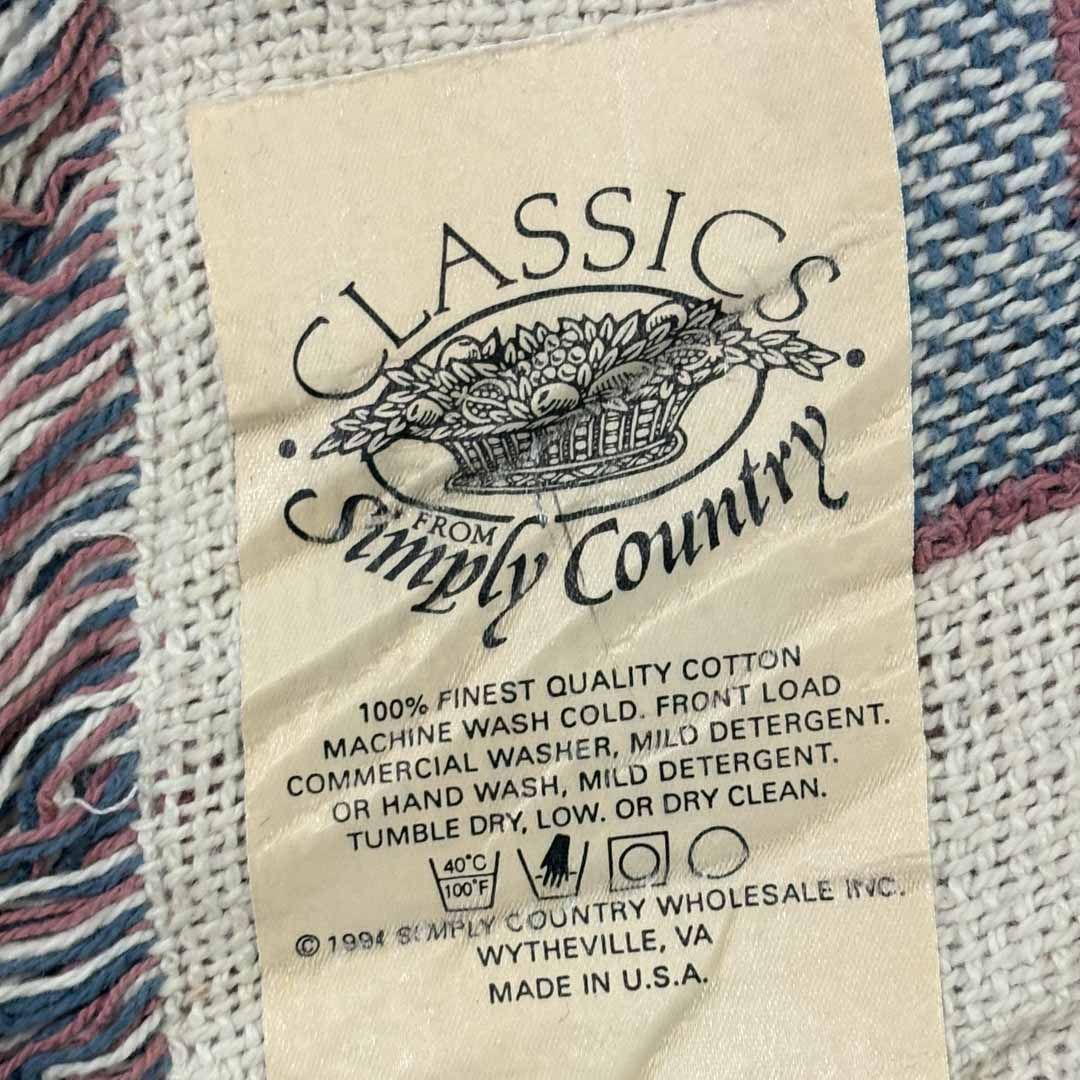 CLASSICS
FROM
Simply Country
100% FINEST QUALITY COTTON
MACHINE WASH COLD. FRONT LOAD
COMMERCIAL WASHER, MILD DETERGENT.
OR HAND WASH, MILD DETERGENT.
TUMBLE DRY, LOW. OR DRY CLEAN.
40°C
100°F
© 1994 SIMPLY COUNTRY WHOLESALE INC.
WYTHEVILLE, VA
MADE IN U.S.A.